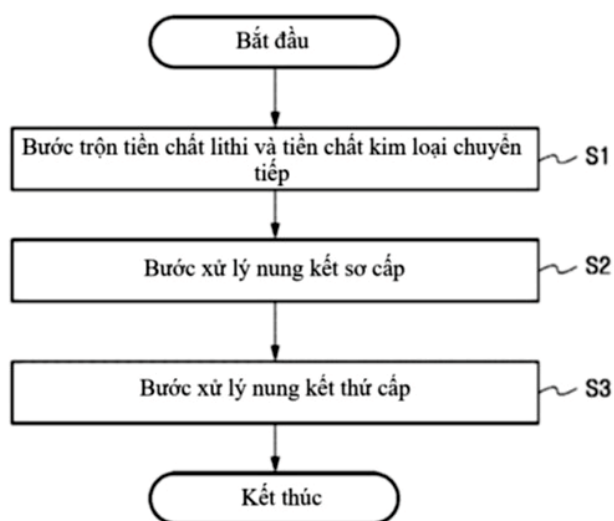 Bắt đầu
Bước trộn tiền chất lithi và tiền chất kim loại chuyển
tiếp
S1
Bước xử lý nung kết sơ cấp
S2
Bước xử lý nung kết thứ cấp
S3
Kết thúc